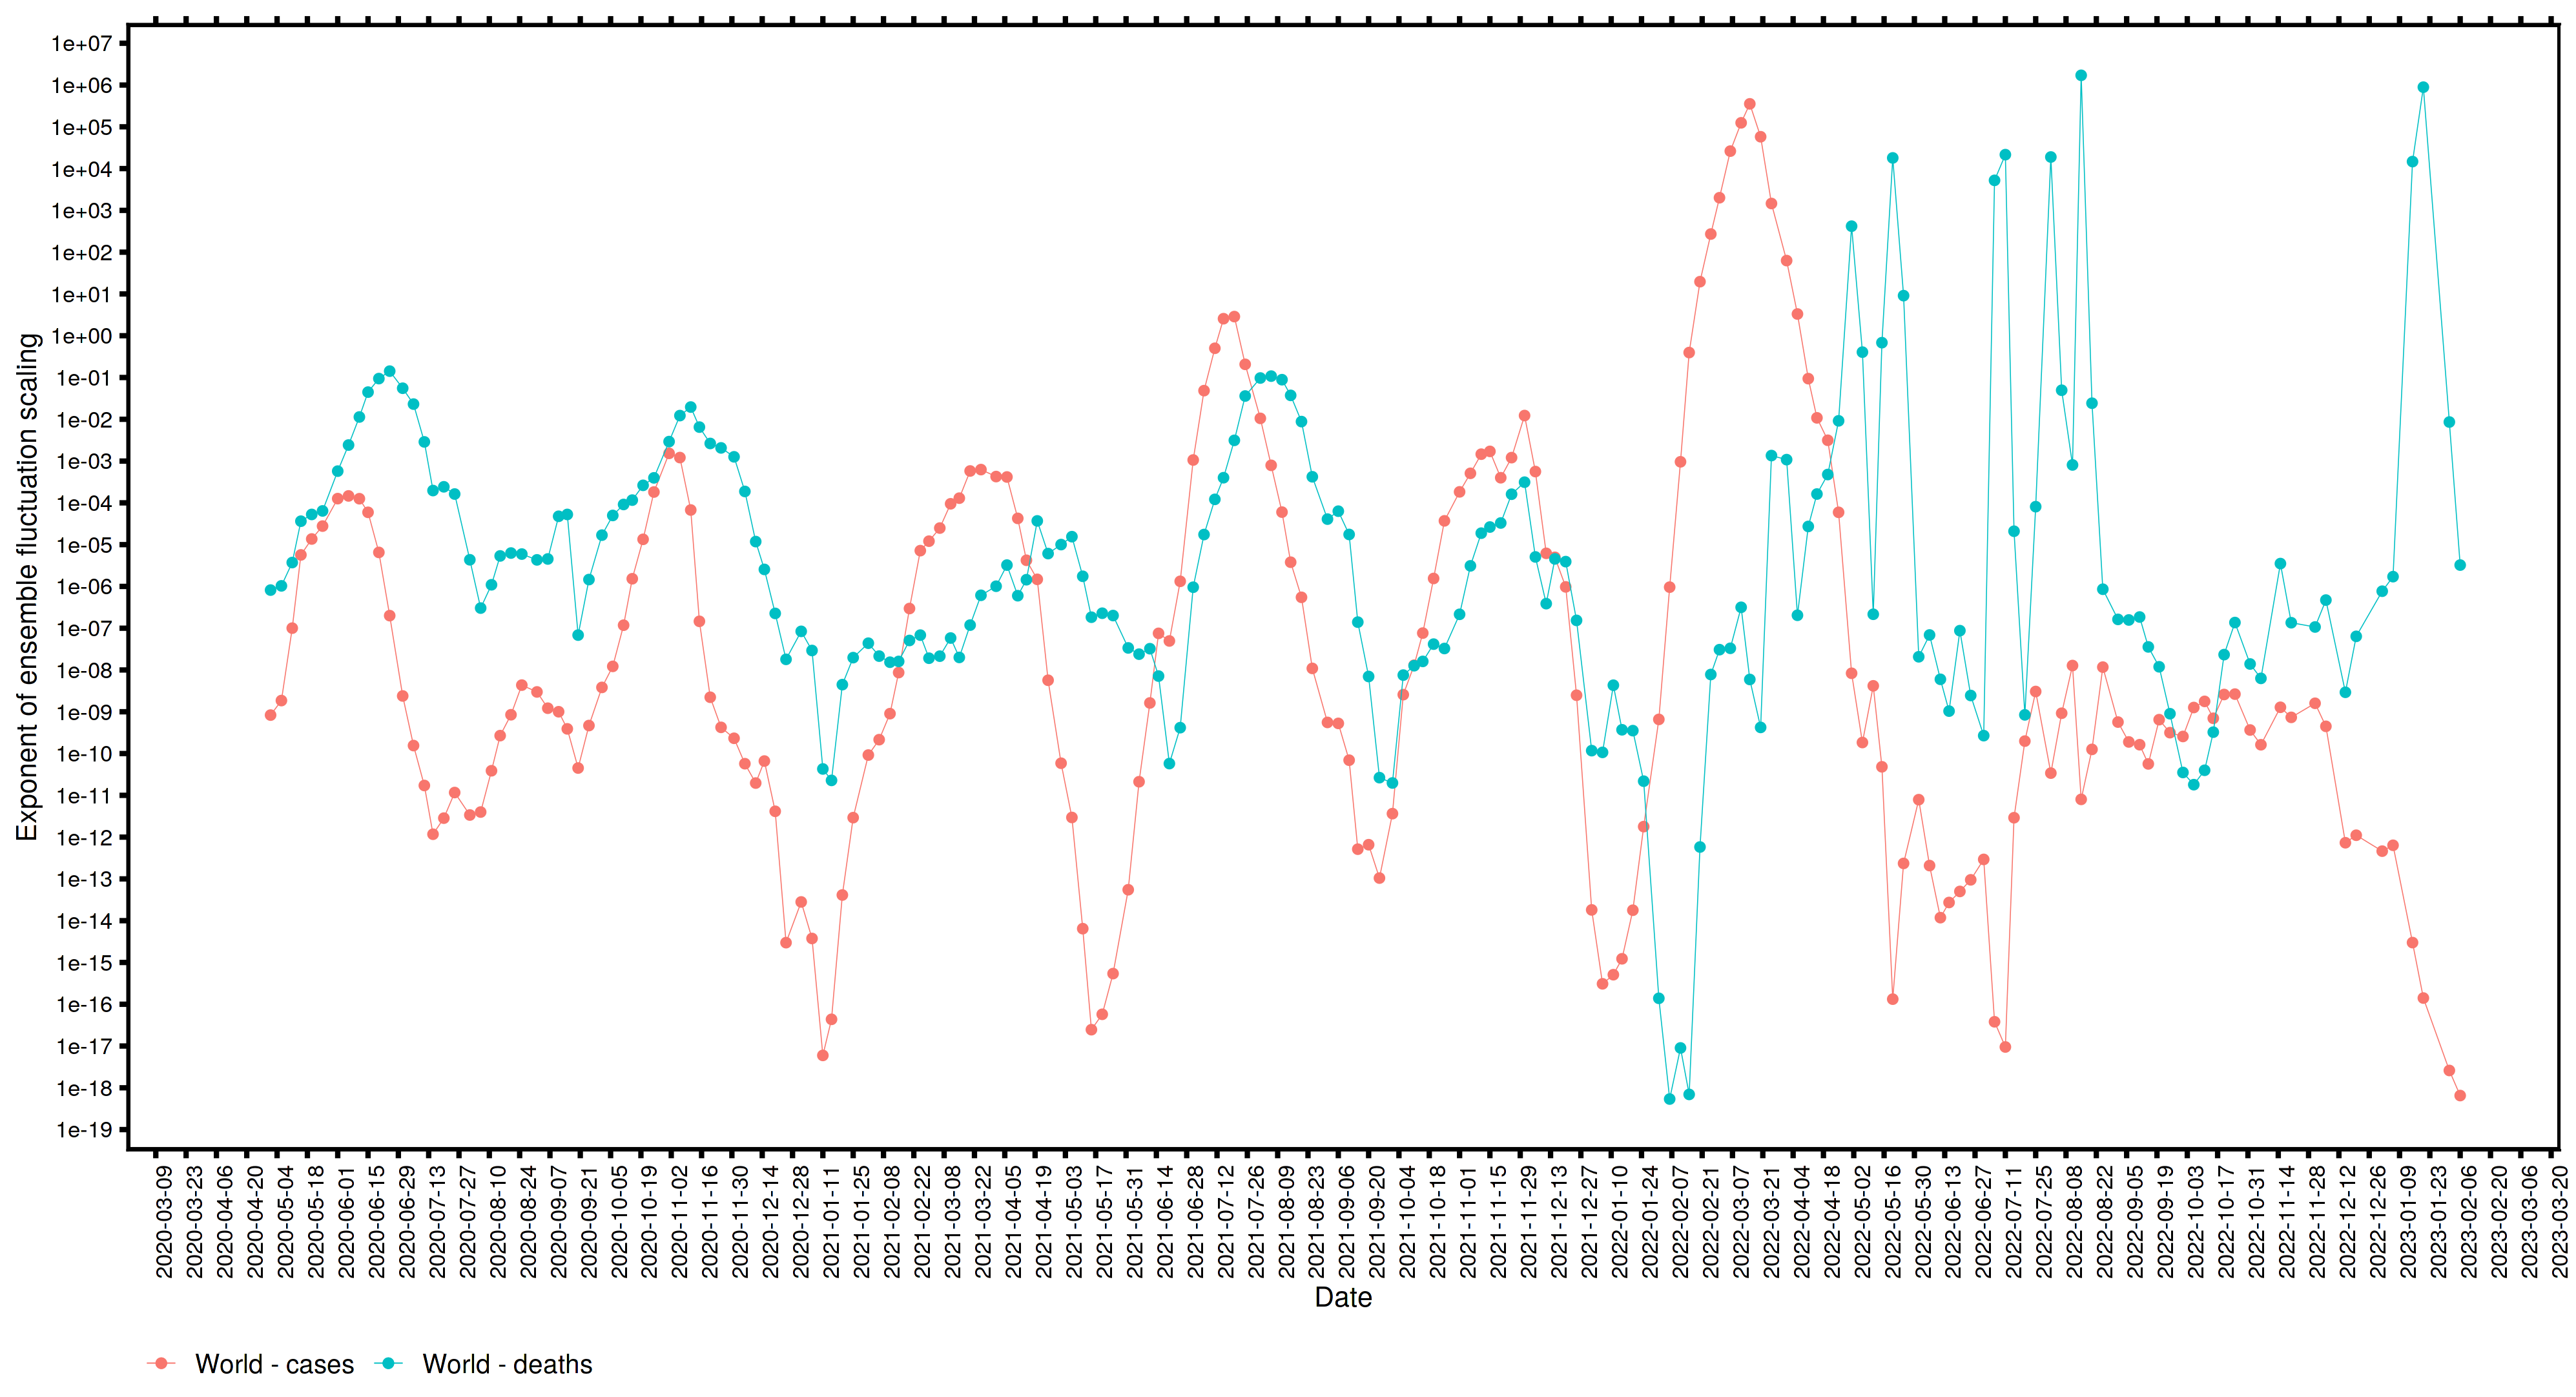 Exponent of ensemble fluctuation scaling
1e+07
1e+06
1e+05
1e+04
1e+03
1e+02
1e+01
1e+00
1e-01
1e-02
1e-03
1e-04
1e-05
1e-06
1e-07
1e-08
1e-09
1e-10
1e-11
1e-12
1e-13
1e-14
1e-15
1e-16
1e-17
1e-18
1e-19
2020-03-09
2020-03-23
2020-04-06
2020-04-20
2020-05-04
2020-05-18
2020-06-01
2020-06-15
2020-06-29
2020-07-13
2020-07-27
2020-08-10
2020-08-24
2020-09-07
2020-09-21
2020-10-05
2020-10-19
2020-11-02
2020-11-16
2020-11-30
2020-12-14
2020-12-28
2021-01-11
2021-01-25
2021-02-08
2021-02-22
2021-03-08
2021-03-22
2021-04-05
2021-04-19
2021-05-03
2021-05-17
2021-05-31
2021-06-14
2021-06-28
2021-07-12
2021-07-26
2021-08-09
2021-08-23
2021-09-06
2021-09-20
2021-10-04
2021-10-18
2021-11-01
2021-11-15
2021-11-29
2021-12-13
2021-12-27
2022-01-10
2022-01-24
2022-02-07
2022-02-21
2022-03-07
2022-03-21
2022-04-04
2022-04-18
2022-05-02
2022-05-16
2022-05-30
2022-06-13
2022-06-27
2022-07-11
2022-07-25
2022-08-08
2022-08-22
2022-09-05
2022-09-19
2022-10-03
2022-10-17
2022-10-31
2022-11-14
2022-11-28
2022-12-12
2022-12-26
2023-01-09
2023-01-23
2023-02-06
2023-02-20
2023-03-06
2023-03-20
Date
World - cases
World - deaths